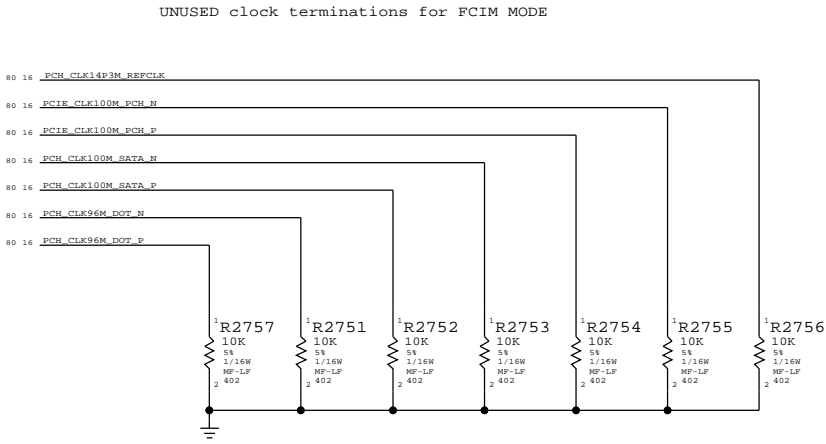 UNUSED clock terminations for FCIM MODE
80 16 PCH_CLK14P3M_REFCLK
80 16 PCIE_CLK100M_PCH_N
80 16 PCIE_CLK100M_PCH_P
80 16 PCH_CLK100M_SATA_N
80 16 PCH_CLK100M_SATA_P
80 16 PCH_CLK96M_DOT_N
80 16 PCH_CLK96M_DOT_P
1 R2757 1 R2751 1 R2752 1 R2753 1 R2754 1 R2755 1 R2756
10K 10K 10K 10K 10K 10K 10K
5% 5% 5% 5% 5% 5% 5%
1/16W 1/16W 1/16W 1/16W 1/16W 1/16W 1/16W
MF-LF MF-LF MF-LF MF-LF MF-LF MF-LF MF-LF
2 402 2 402 2 402 2 402 2 402 2 402 2 402